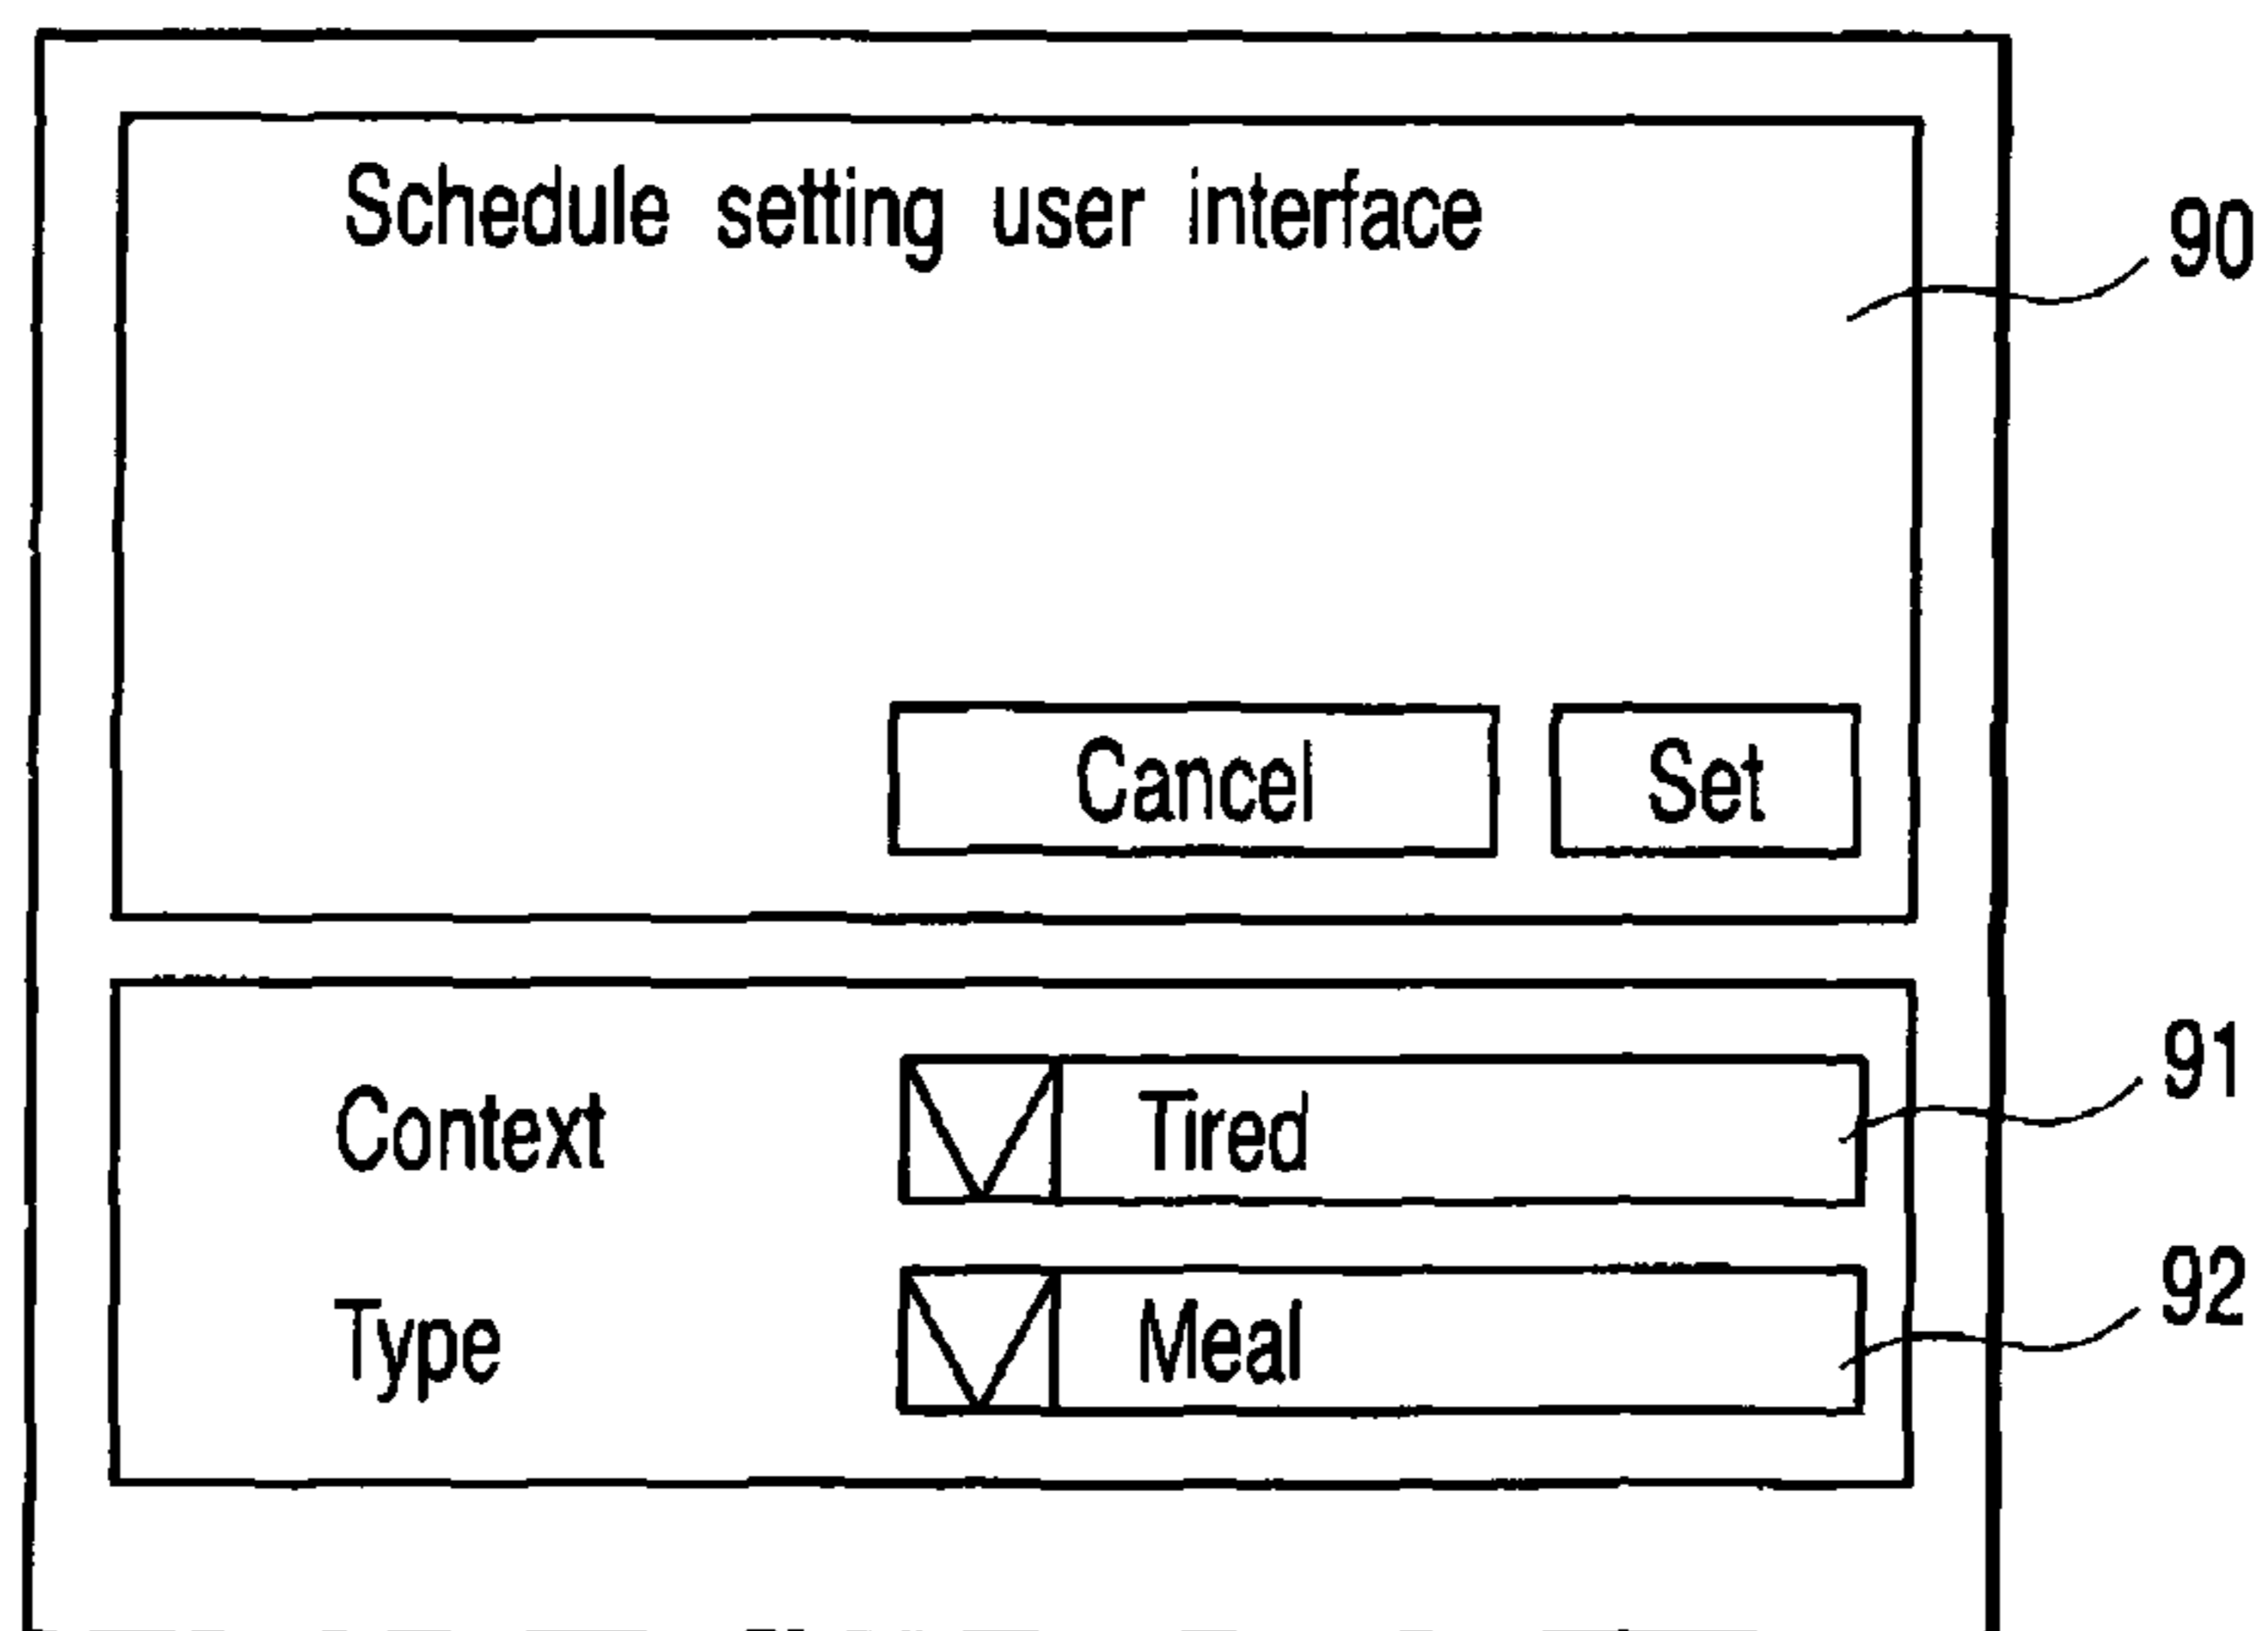 Schedule setting user interface
90
Cancel Set
Context Tired
91
Type Meal
92